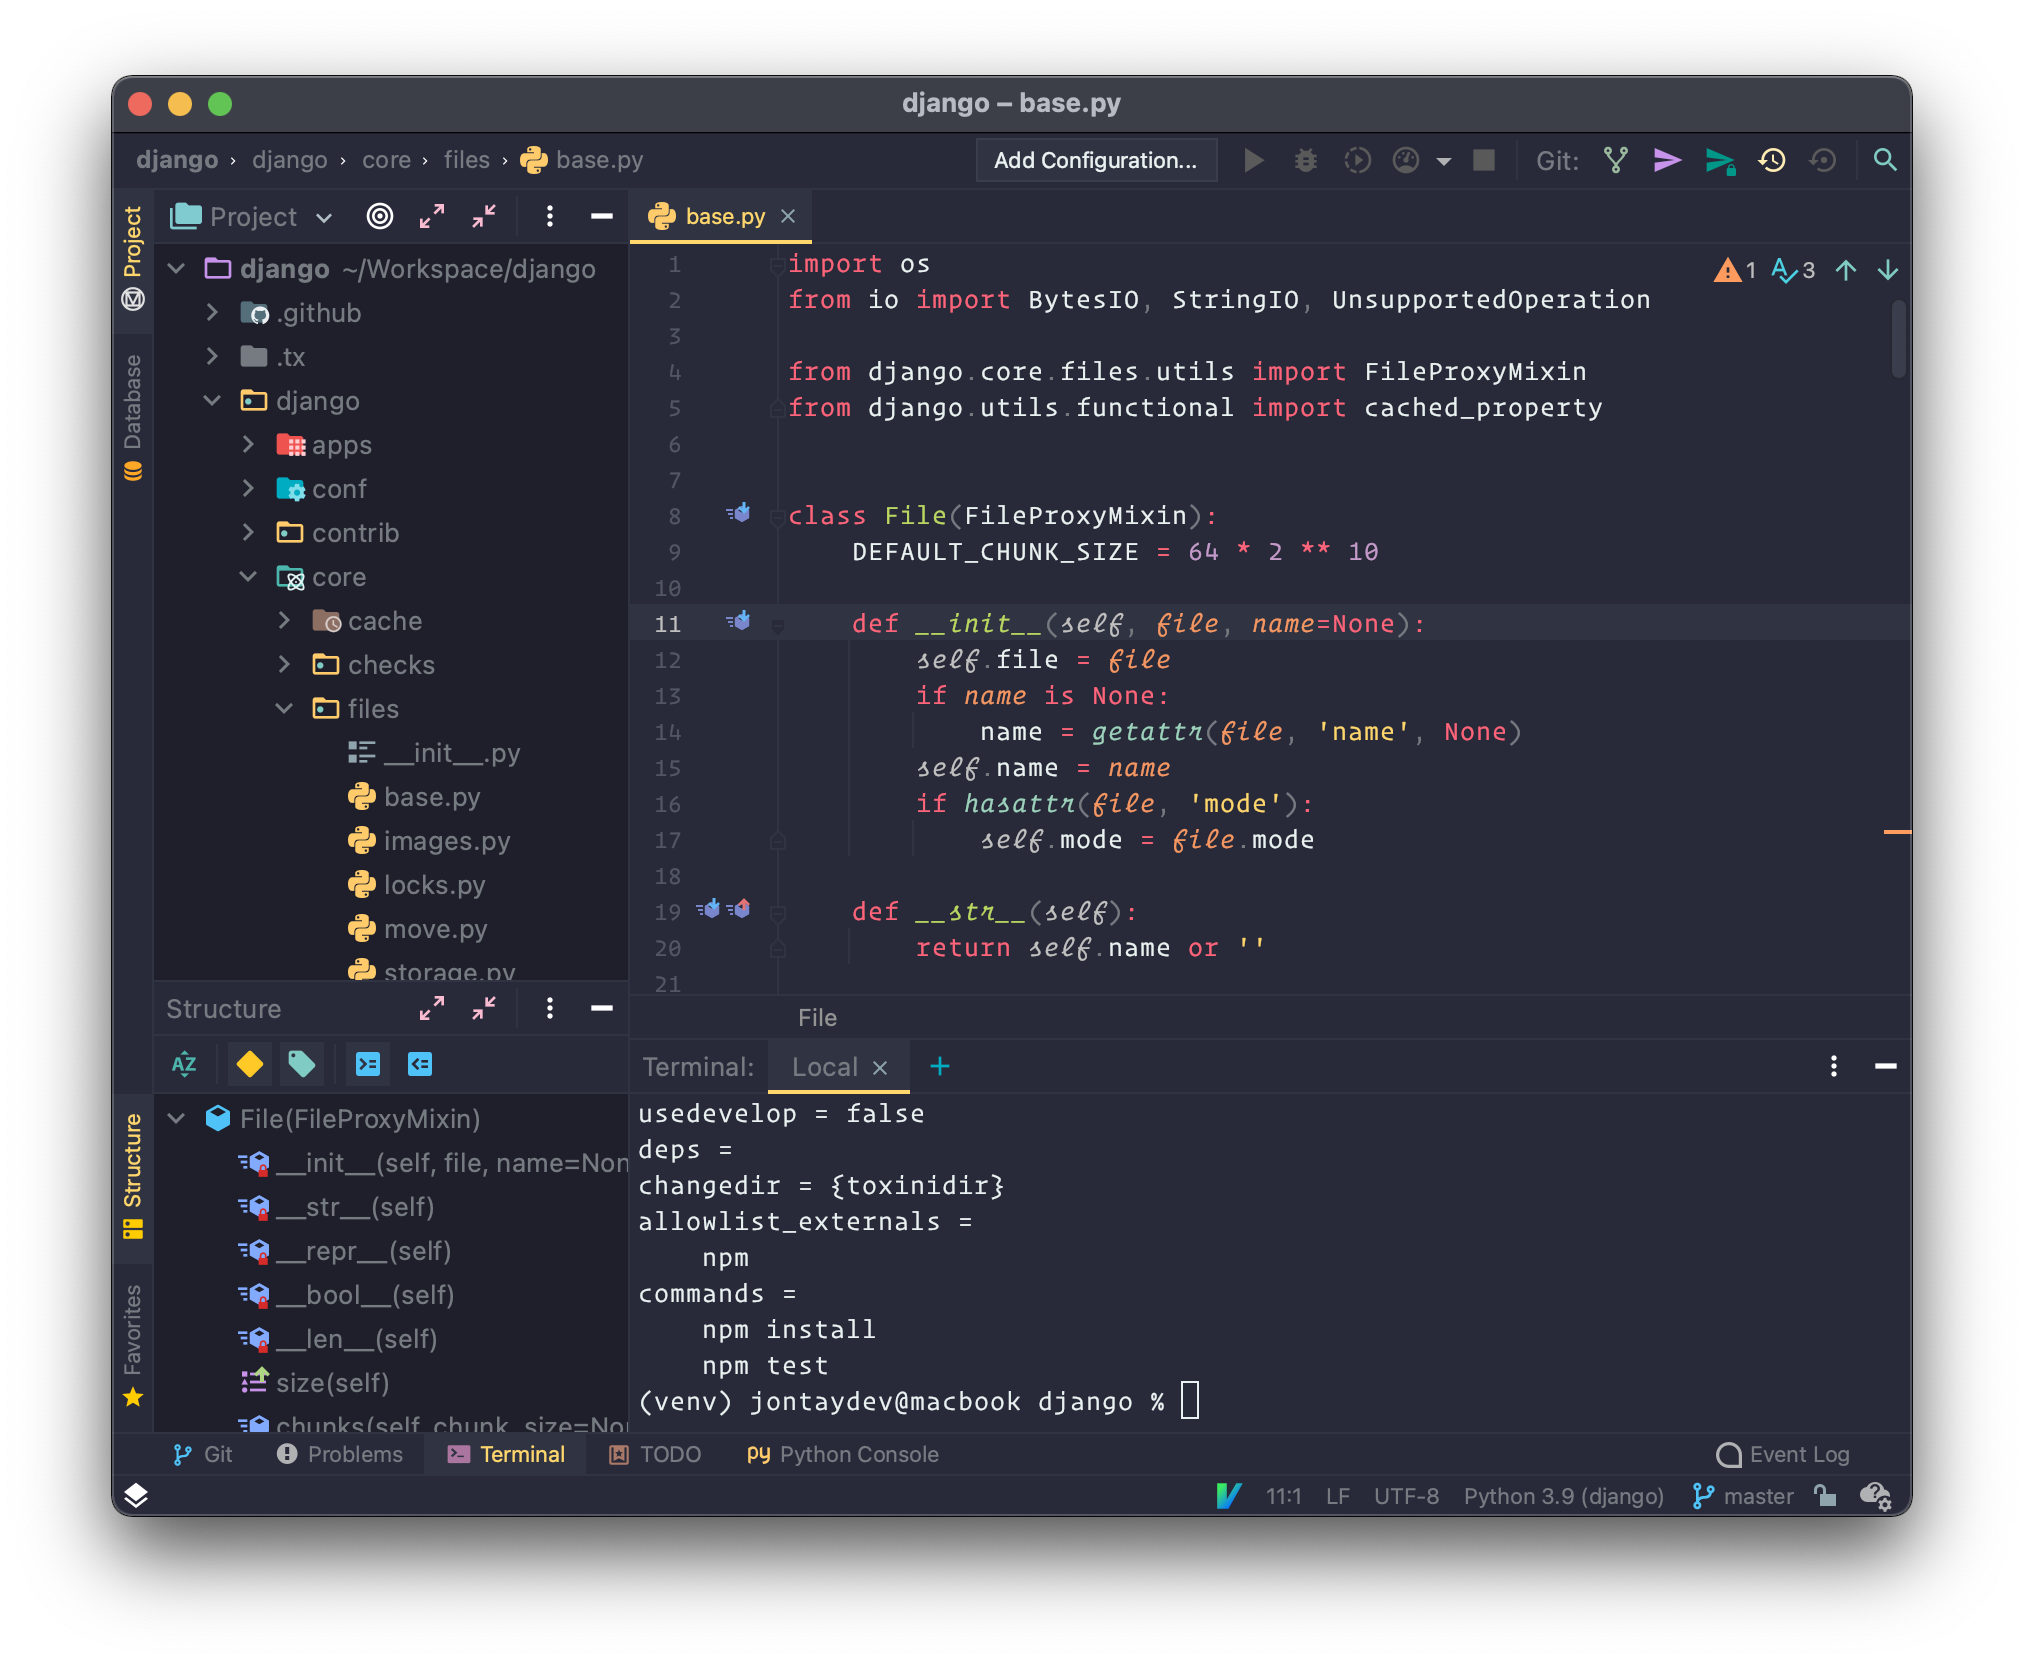 django – base.py
django › django › core › files › base.py
Add Configuration...
Git:
Project
Database
Structure
Favorites
Project
django ~/Workspace/django
.github
.tx
django
apps
conf
contrib
core
cache
checks
files
__init__.py
base.py
images.py
locks.py
move.py
storage.py
Structure
File(FileProxyMixin)
__init__(self, file, name=Non
__str__(self)
__repr__(self)
__bool__(self)
__len__(self)
size(self)
chunks(self, chunk_size=No
base.py
1 3
1 import os
2 from io import BytesIO, StringIO, UnsupportedOperation
3
4 from django.core.files.utils import FileProxyMixin
5 from django.utils.functional import cached_property
6
7
8 class File(FileProxyMixin):
9 DEFAULT_CHUNK_SIZE = 64 * 2 ** 10
10
11 def __init__(self, file, name=None):
12 self.file = file
13 if name is None:
14 name = getattr(file, 'name', None)
15 self.name = name
16 if hasattr(file, 'mode'):
17 self.mode = file.mode
18
19 def __str__(self):
20 return self.name or ''
21
File
Terminal: Local
usedevelop = false
deps =
changedir = {toxinidir}
allowlist_externals =
npm
commands =
npm install
npm test
(venv) jontaydev@macbook django %
Git Problems Terminal TODO Python Console Event Log
11:1 LF UTF-8 Python 3.9 (django) master